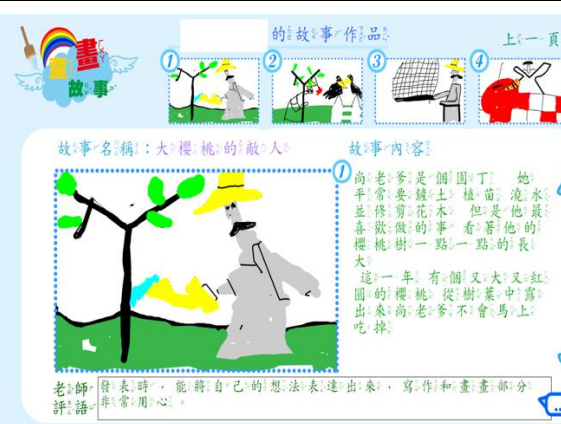 畫畫
故事
的故事作品
上一頁
1
2
3
4
故事名稱：大櫻桃的敵人
故事內容
1
尚老爹是個園丁 她
平常要鏟土 植苗 澆水
並修剪花木 但是他最
喜歡做的事 看著他的
櫻桃樹一點一點的長
大
這一年 有個又大又紅
圓的櫻桃 從樹葉中露
出來尚老爹不會馬上
吃掉
老師
評語
發表時，能將自己的想法表達出來，寫作和畫畫部分
非常用心。